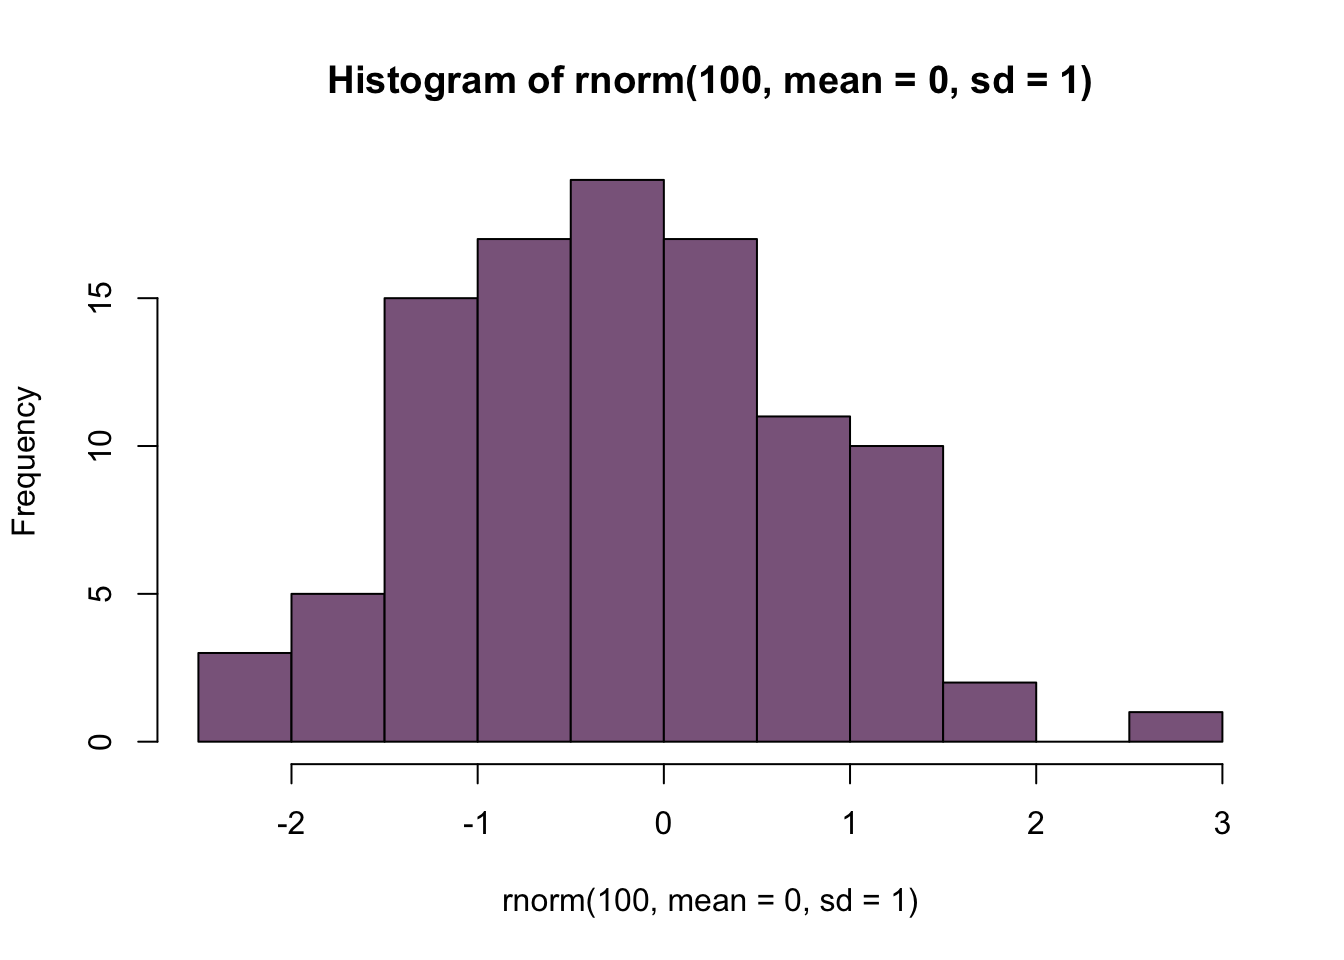 Histogram of rnorm(100, mean = 0, sd = 1)
Frequency
15
10
5
0
-2 -1 0 1 2 3
rnorm(100, mean = 0, sd = 1)